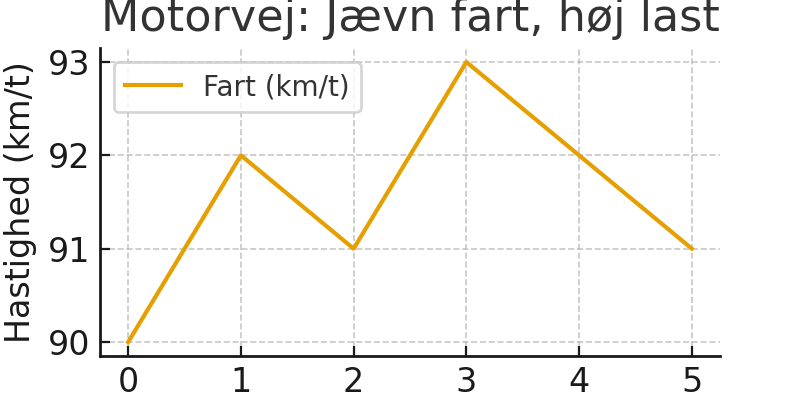 Motorvej: Jævn fart, høj last
Hastighed (km/t)
93
92
91
90
Fart (km/t)
0 1 2 3 4 5